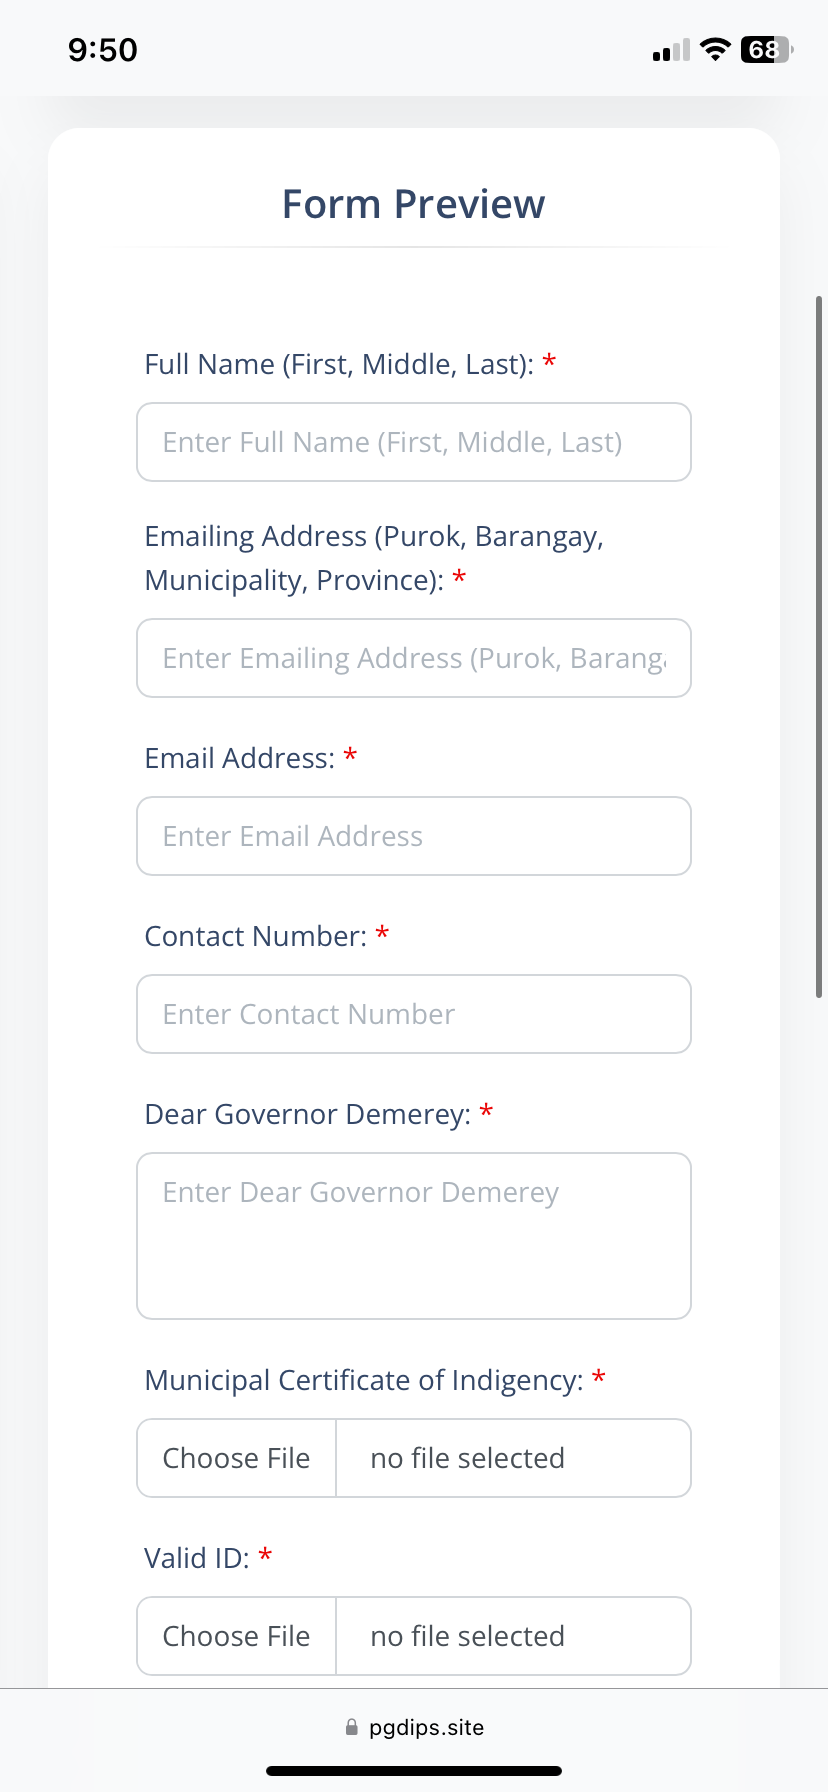 9:50
68
Form Preview
Full Name (First, Middle, Last): *
Enter Full Name (First, Middle, Last)
Emailing Address (Purok, Barangay,
Municipality, Province): *
Enter Emailing Address (Purok, Baranga
Email Address: *
Enter Email Address
Contact Number: *
Enter Contact Number
Dear Governor Demerey: *
Enter Dear Governor Demerey
Municipal Certificate of Indigency: *
Choose File no file selected
Valid ID: *
Choose File no file selected
pgdips.site